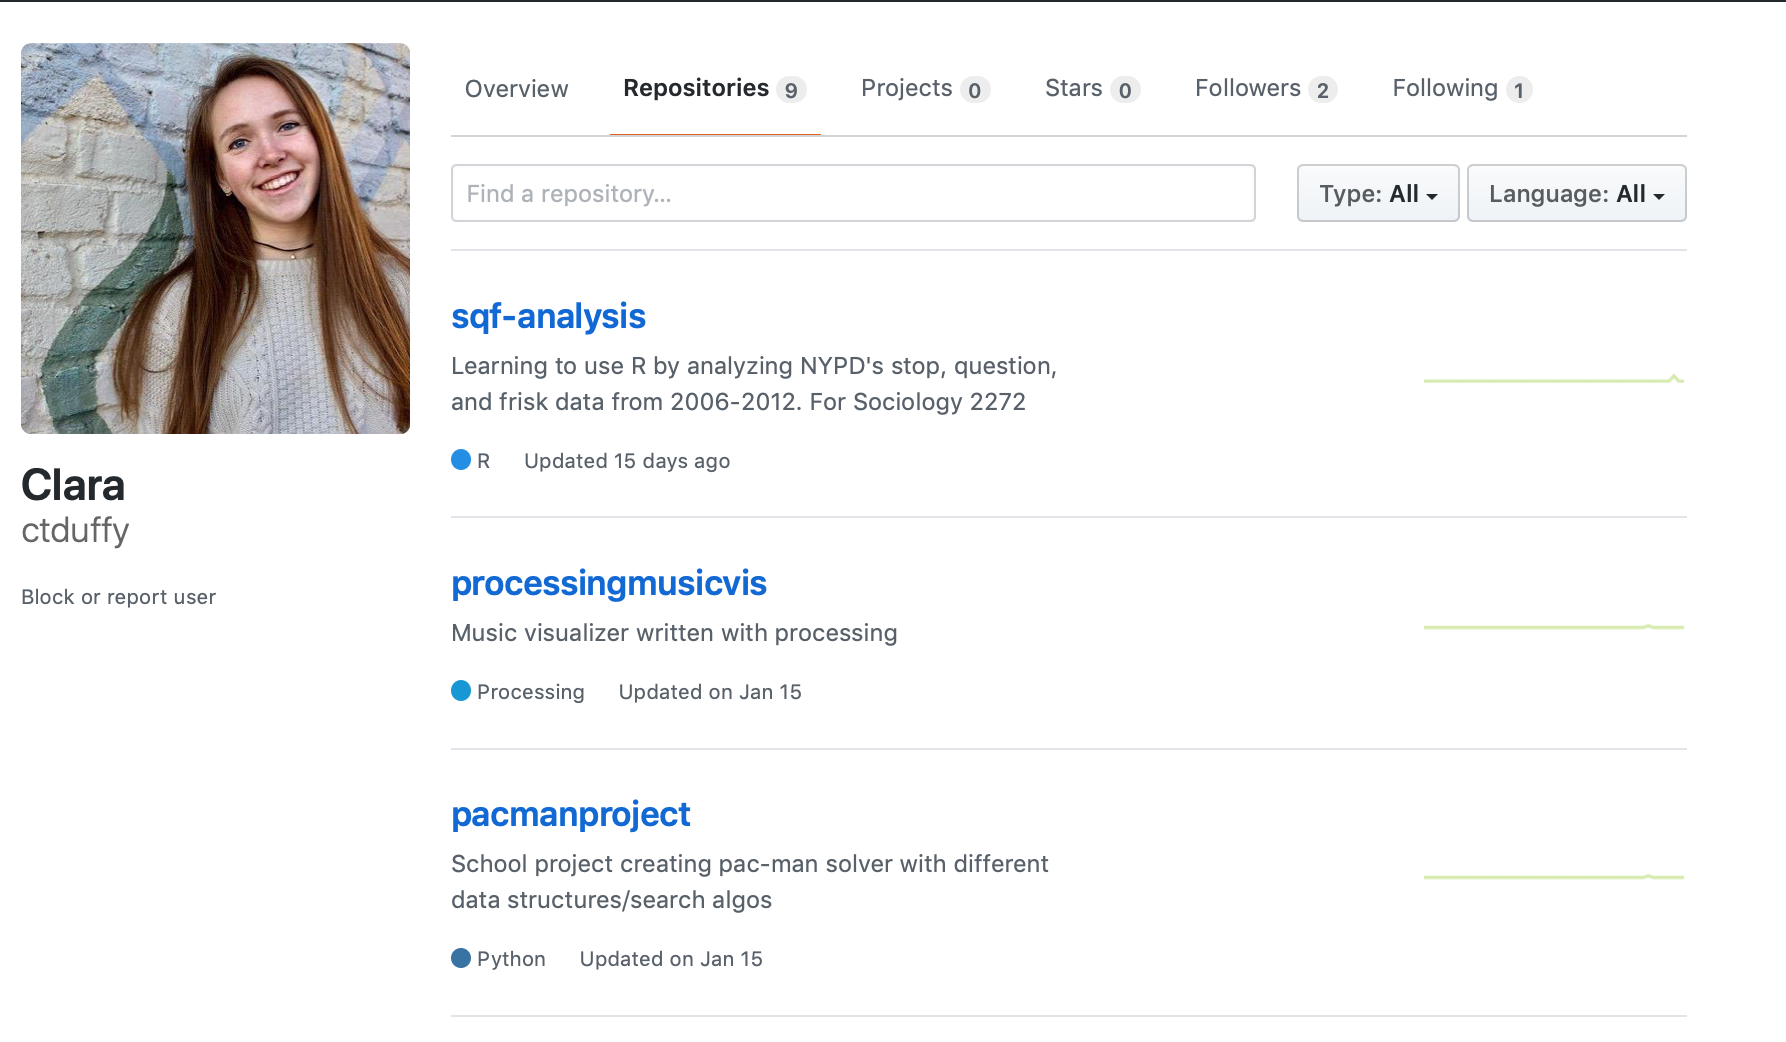 Overview
Repositories 9
Projects 0
Stars 0
Followers 2
Following 1
Find a repository...
Type: All
Language: All
Clara
ctduffy
Block or report user
sqf-analysis
Learning to use R by analyzing NYPD's stop, question,
and frisk data from 2006-2012. For Sociology 2272
R
Updated 15 days ago
processingmusicvis
Music visualizer written with processing
Processing
Updated on Jan 15
pacmanproject
School project creating pac-man solver with different
data structures/search algos
Python
Updated on Jan 15